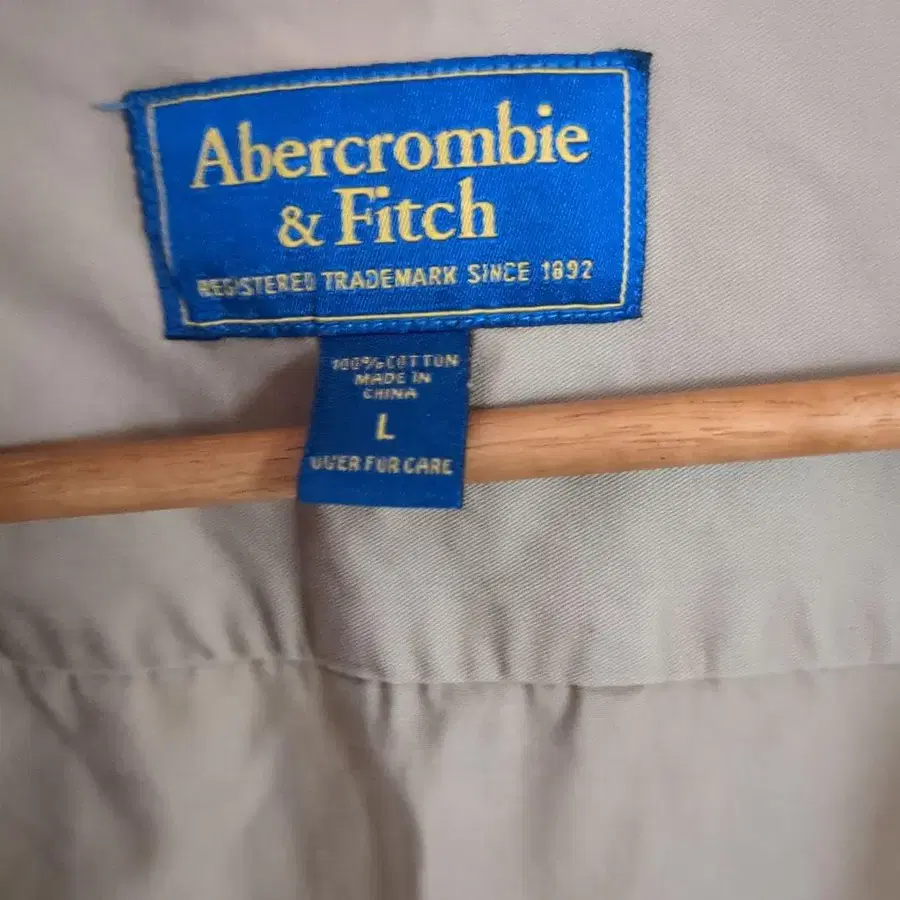 Abercrombie
& Fitch
REGISTERED TRADEMARK SINCE 1892
100% COTTON
MADE IN
CHINA
L
OVER FOR CARE